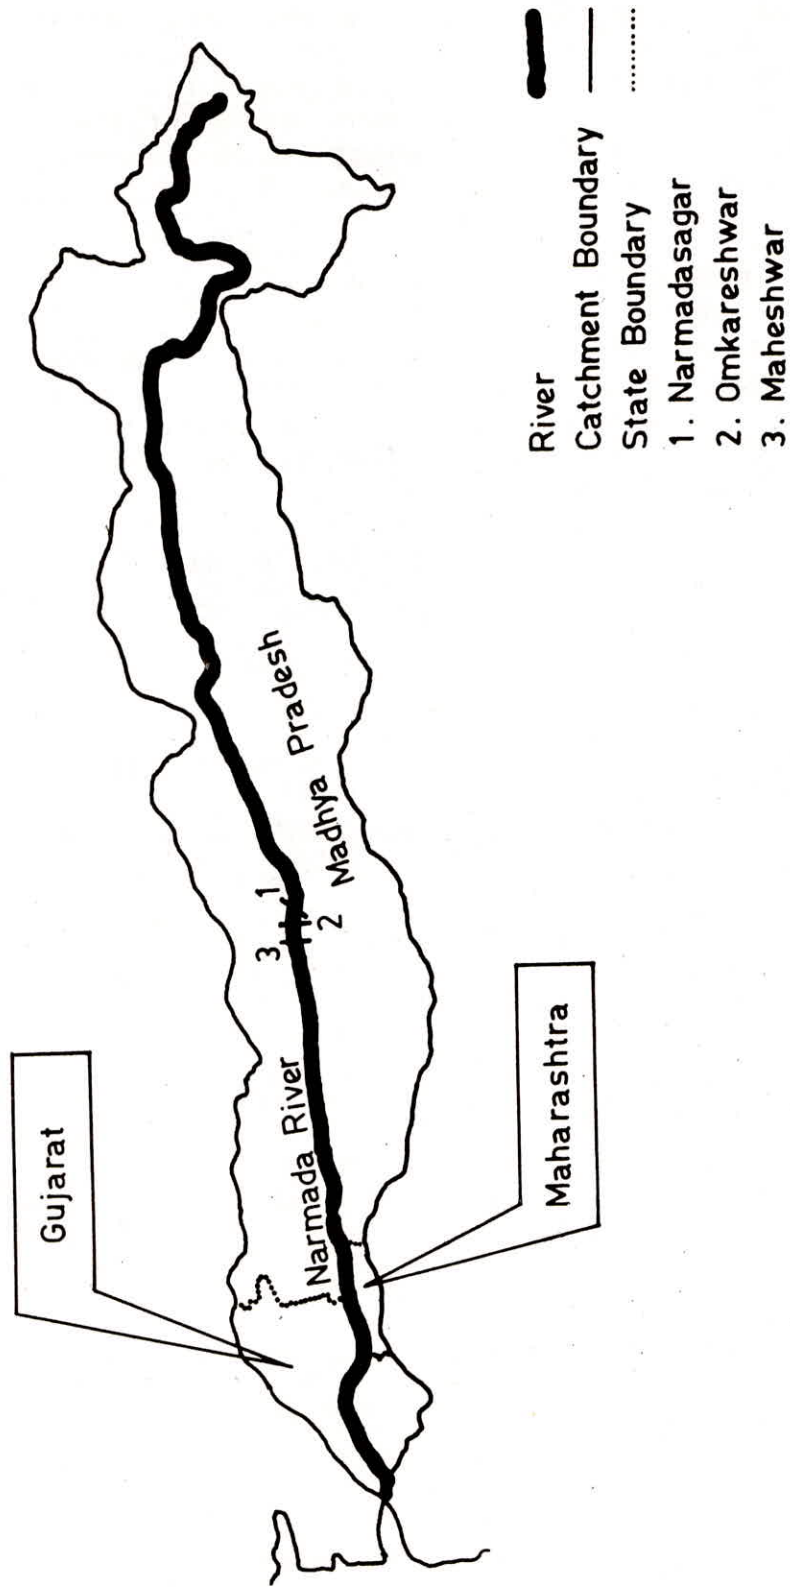 Gujarat
Narmada River
3
1
2
Madhya Pradesh
Maharashtra
River
Catchment Boundary
State Boundary
1. Narmadasagar
2. Omkareshwar
3. Maheshwar